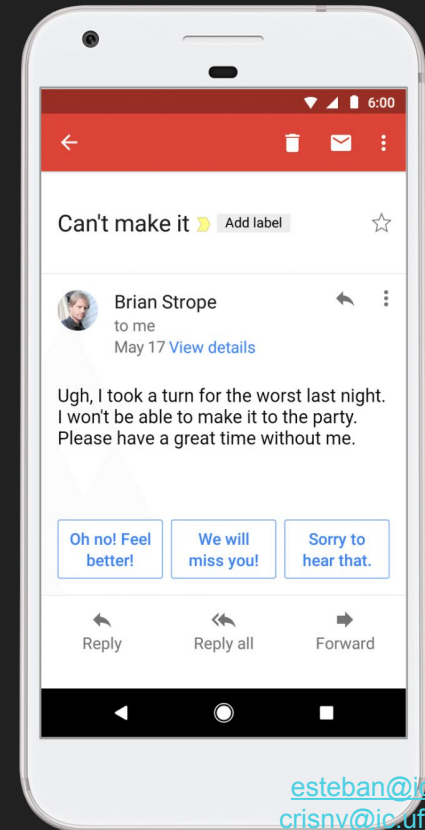 6:00
Can't make it Add label
Brian Strope
to me
May 17 View details
Ugh, I took a turn for the worst last night.
I won't be able to make it to the party.
Please have a great time without me.
Oh no! Feel better!
We will miss you!
Sorry to hear that.
Reply Reply all Forward